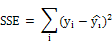 SSE = ∑ᵢ(yᵢ − ŷᵢ)²